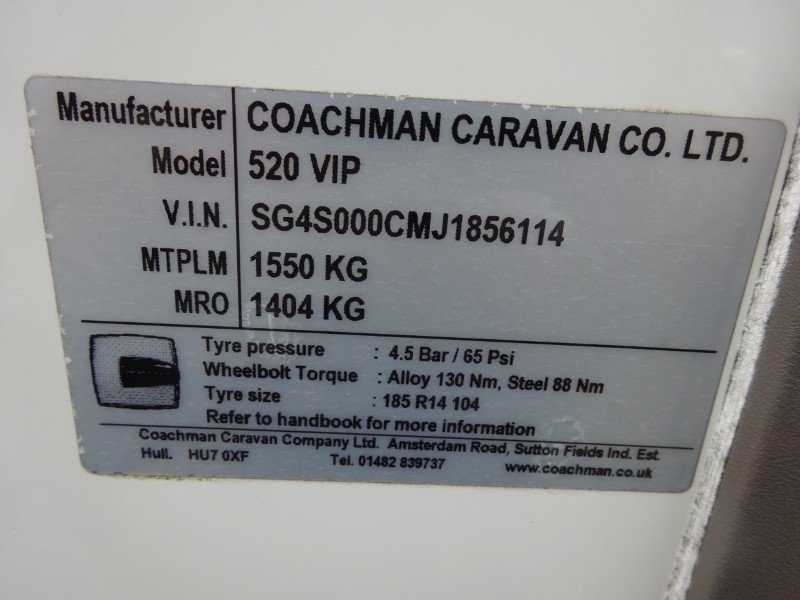 Manufacturer COACHMAN CARAVAN CO. LTD.
Model 520 VIP
V.I.N. SG4S000CMJ1856114
MTPLM 1550 KG
MRO 1404 KG
Tyre pressure : 4.5 Bar / 65 Psi
Wheelbolt Torque : Alloy 130 Nm, Steel 88 Nm
Tyre size : 185 R14 104
Refer to handbook for more information
Coachman Caravan Company Ltd. Amsterdam Road, Sutton Fields Ind. Est.
Hull. HU7 0XF Tel. 01482 839737 www.coachman.co.uk